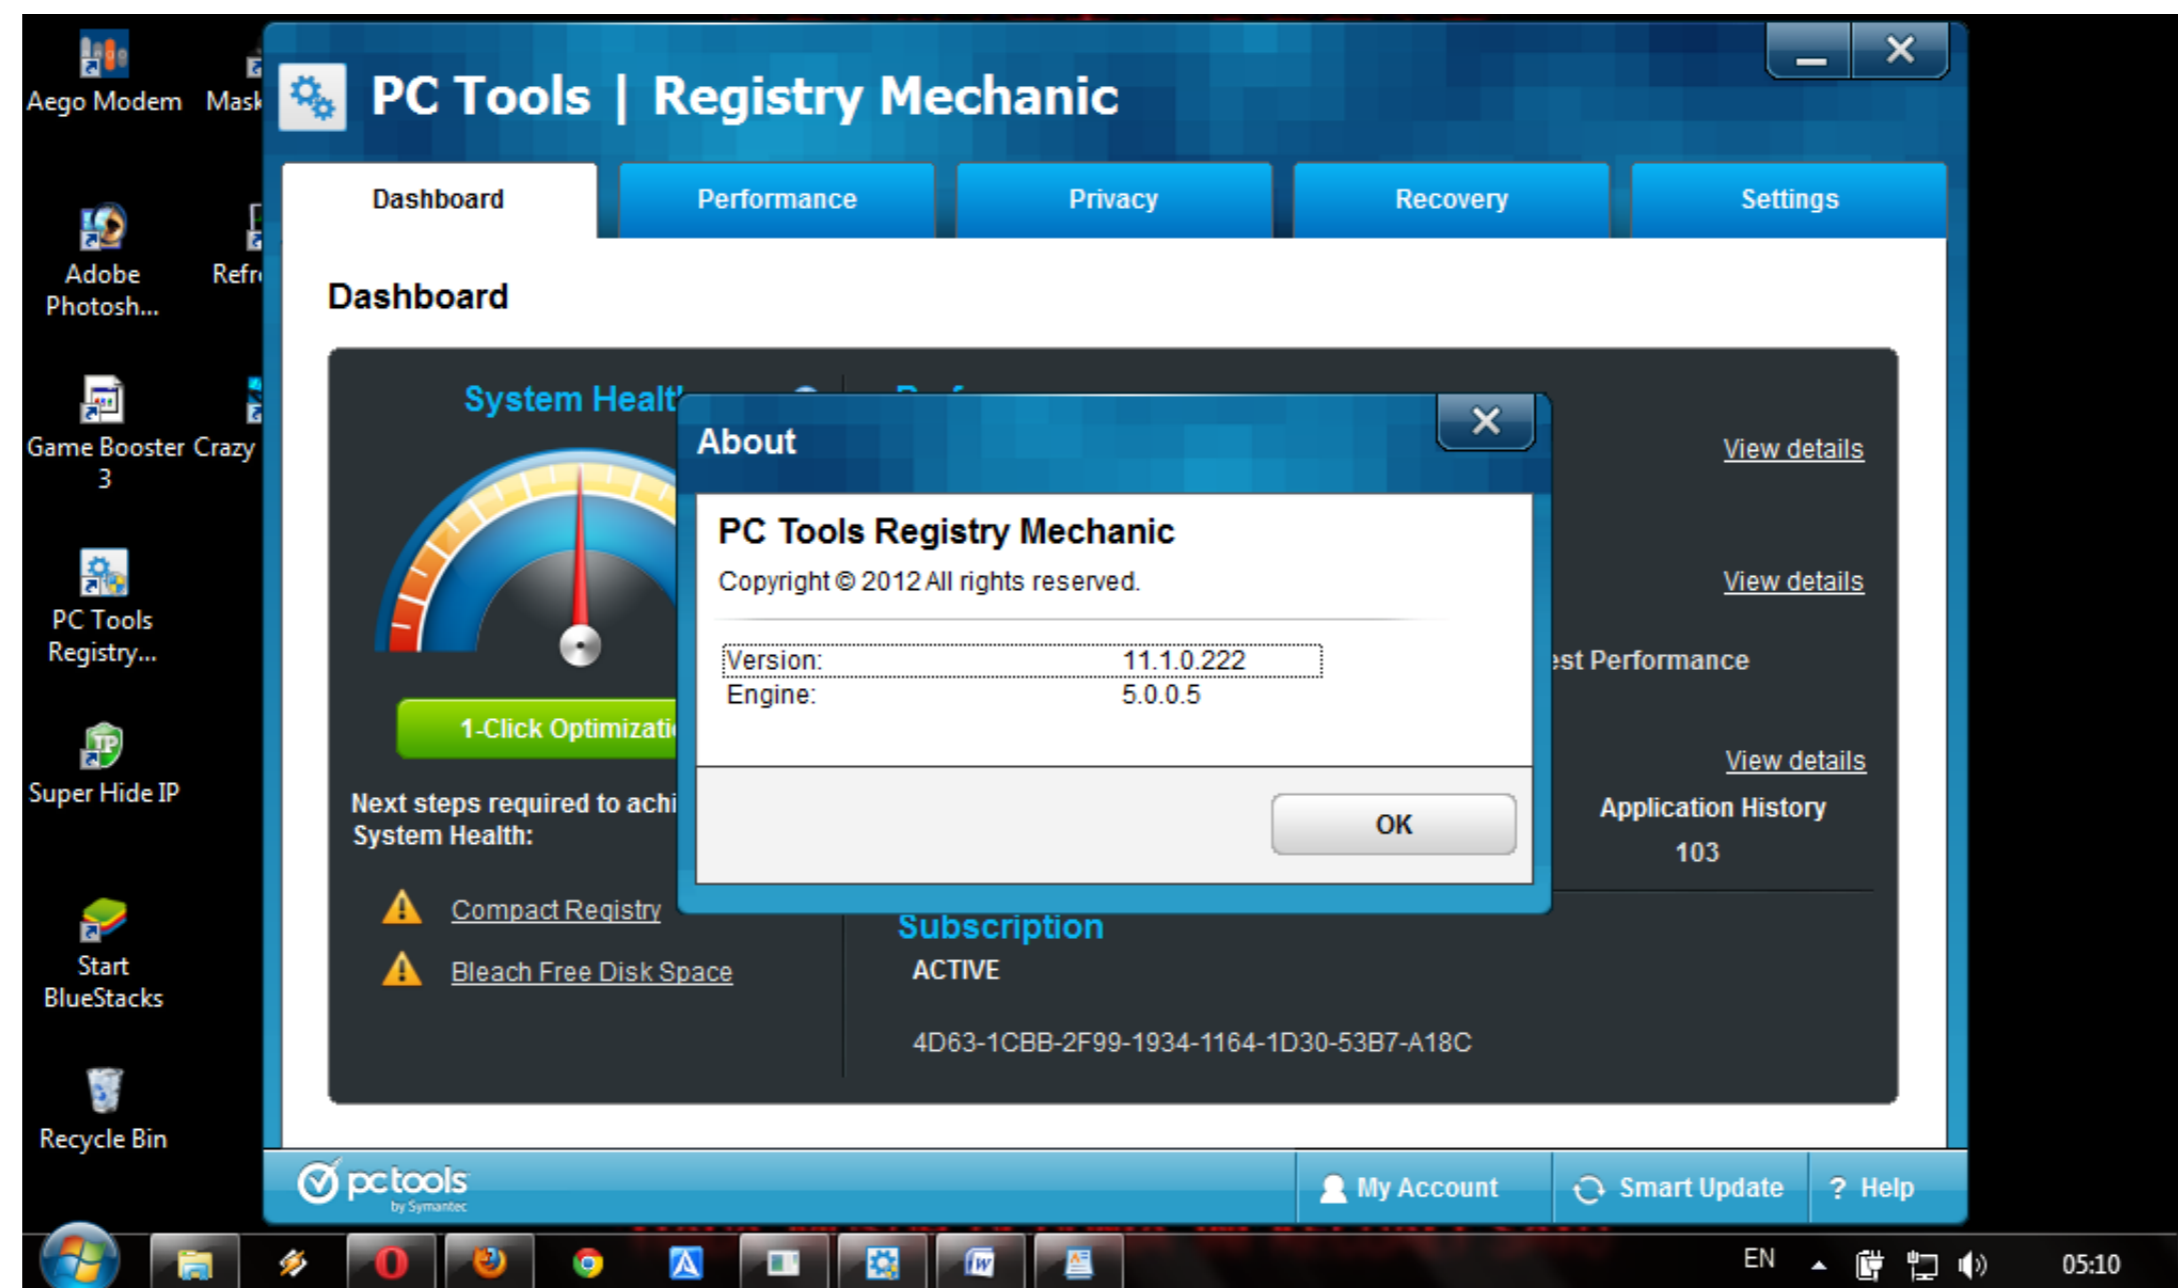 Aego Modem
Mask
Adobe
Photosh...
Refr
Game Booster
3
Crazy
PC Tools
Registry...
Super Hide IP
Start
BlueStacks
Recycle Bin
PC Tools | Registry Mechanic
Dashboard
Performance
Privacy
Recovery
Settings
Dashboard
System Healt
View details
View details
est Performance
View details
Application History
103
1-Click Optimizati
Next steps required to achi
System Health:
Compact Registry
Bleach Free Disk Space
About
PC Tools Registry Mechanic
Copyright © 2012 All rights reserved.
Version: 11.1.0.222
Engine: 5.0.0.5
OK
Subscription
ACTIVE
4D63-1CBB-2F99-1934-1164-1D30-53B7-A18C
pctools
by Symantec
My Account
Smart Update
? Help
EN
05:10